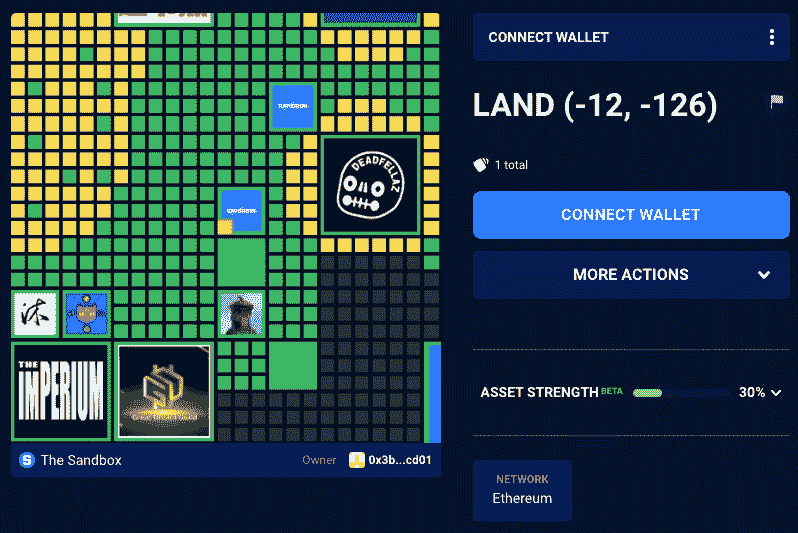 CONNECT WALLET
LAND (-12, -126)
1 total
CONNECT WALLET
MORE ACTIONS
ASSET STRENGTH BETA
30%
NETWORK
Ethereum
DEADFELLAZ
THE
IMPERIUM
The Sandbox
Owner
0x3b...cd01